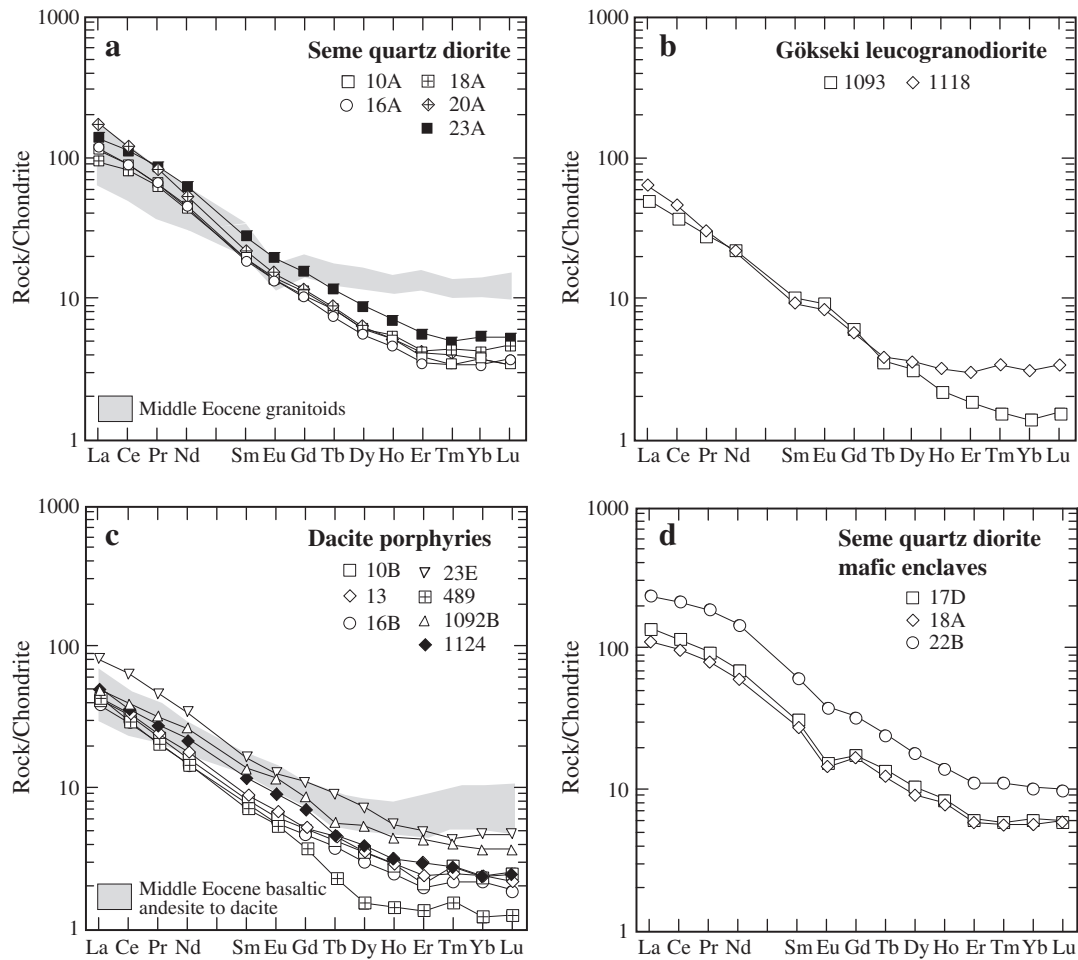 a
Seme quartz diorite
10A
18A
16A
20A
23A
Middle Eocene granitoids
Rock/Chondrite
1000
100
10
1
La Ce Pr Nd Sm Eu Gd Tb Dy Ho Er Tm Yb Lu
b
Gökseki leucogranodiorite
1093
1118
Rock/Chondrite
1000
100
10
1
La Ce Pr Nd Sm Eu Gd Tb Dy Ho Er Tm Yb Lu
c
Dacite porphyries
10B
23E
13
489
16B
1092B
1124
Middle Eocene basaltic
andesite to dacite
Rock/Chondrite
1000
100
10
1
La Ce Pr Nd Sm Eu Gd Tb Dy Ho Er Tm Yb Lu
d
Seme quartz diorite
mafic enclaves
17D
18A
22B
Rock/Chondrite
1000
100
10
1
La Ce Pr Nd Sm Eu Gd Tb Dy Ho Er Tm Yb Lu